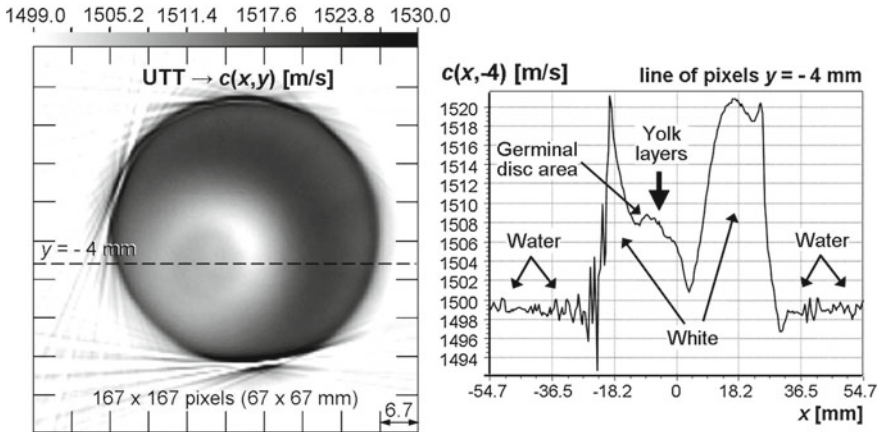 1499.0 1505.2 1511.4 1517.6 1523.8 1530.0
UTT → c(x,y) [m/s]
y = - 4 mm
167 x 167 pixels (67 x 67 mm)
6.7
c(x,-4) [m/s]
line of pixels y = - 4 mm
1520
1518
1516
1514
1512
1510
1508
1506
1504
1502
1500
1498
1496
1494
Germinal
disc area
Yolk
layers
Water
Water
White
-54.7 -36.5 -18.2 0 18.2 36.5 54.7
x [mm]